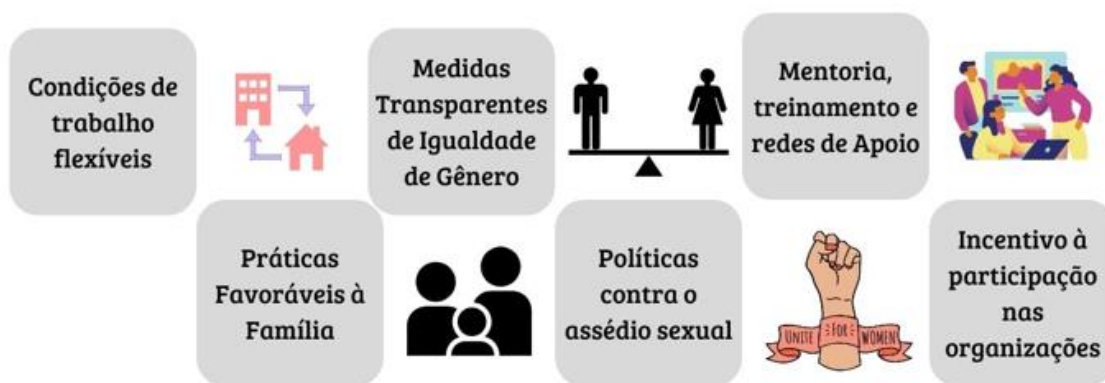 Condições de
trabalho
flexíveis
Medidas
Transparentes
de Igualdade
de Gênero
Mentoria,
treinamento e
redes de Apoio
Práticas
Favoráveis à
Família
Políticas
contra o
assédio sexual
UNITE FOR WOMEN
Incentivo à
participação
nas
organizações